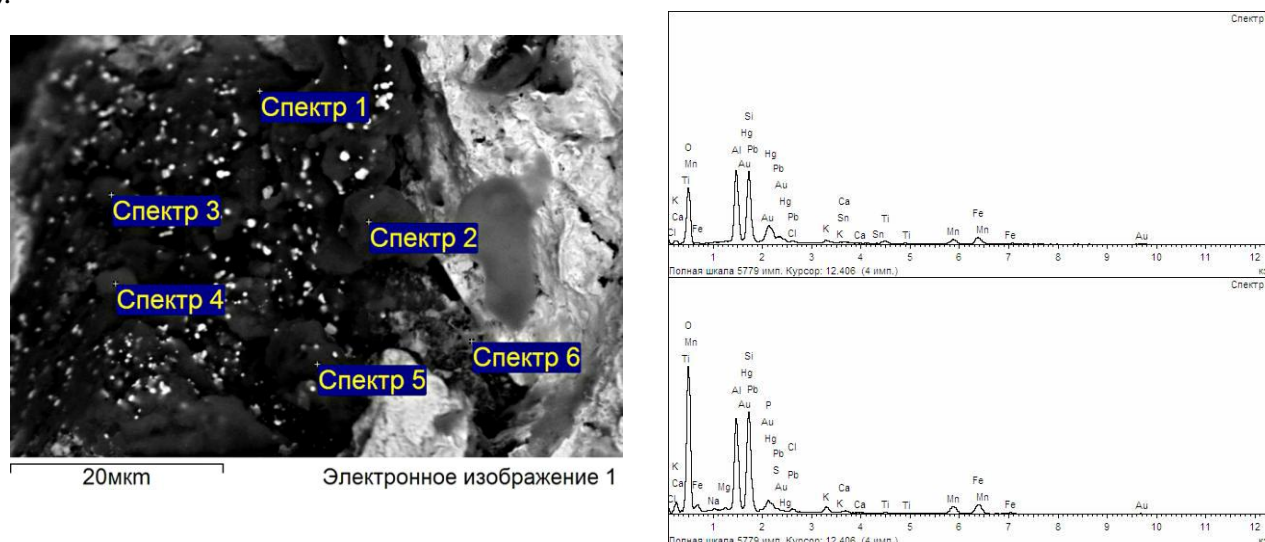 Спектр 1
Спектр 3
Спектр 2
Спектр 4
Спектр 6
Спектр 5
20мкm
Электронное изображение 1
Спектр
Si
O Hg
Mn Al Pb Hg
Ti Au Pb
K Au Ca
Ca Hg Sn Ti Fe
Cl Fe Au Pb Cl K K Ca Sn Ti Mn Mn Fe Au
1 2 3 4 5 6 7 8 9 10 11 12
Полная шкала 5779 имп. Курсор: 12.406 (4 имп.)
Спектр
O Si
Mn Hg
Ti Al Pb P
Au Au
Hg Cl
K Pb Ca Fe
Ca Fe Na Mg S Pb K K Ca Ti Ti Mn Mn Fe Au
Cl Au
Hg
1 2 3 4 5 6 7 8 9 10 11 12
Полная шкала 5779 имп. Курсор: 12.406 (4 имп.)